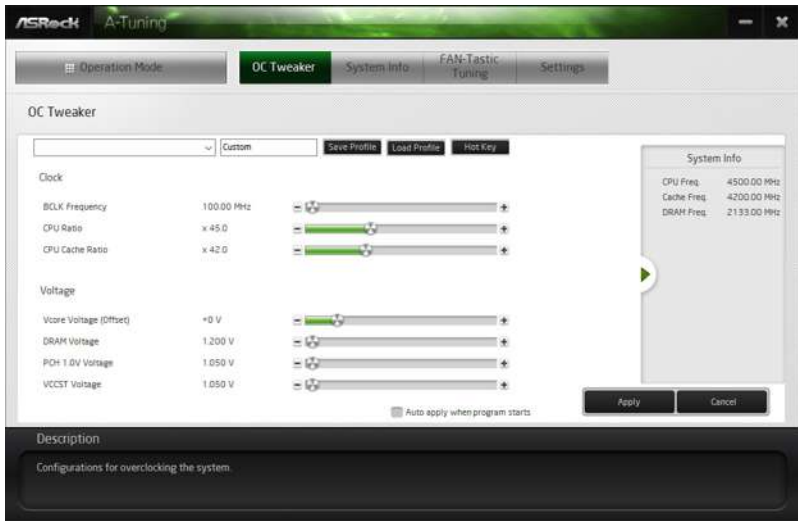 ASRock A-Tuning
Operation Mode OC Tweaker System Info FAN-Tastic Tuning Settings
OC Tweaker
Custom Save Profile Load Profile Hot Key
System Info
CPU Freq. 4500.00 MHz
Cache Freq. 4200.00 MHz
DRAM Freq. 2133.00 MHz
Clock
BCLK Frequency 100.00 MHz
CPU Ratio x 45.0
CPU Cache Ratio x 42.0
Voltage
Vcore Voltage (Offset) +0 V
DRAM Voltage 1.200 V
PCH 1.0V Voltage 1.050 V
VCCST Voltage 1.050 V
Auto apply when program starts
Apply Cancel
Description
Configurations for overclocking the system.